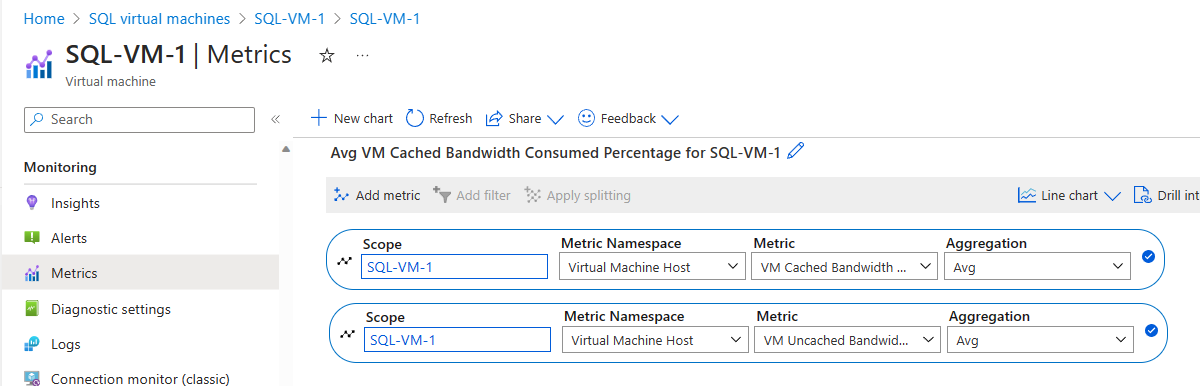 Home > SQL virtual machines > SQL-VM-1 > SQL-VM-1
SQL-VM-1 | Metrics
Virtual machine
Search
Monitoring
Insights
Alerts
Metrics
Diagnostic settings
Logs
Connection monitor (classic)
New chart Refresh Share Feedback
Avg VM Cached Bandwidth Consumed Percentage for SQL-VM-1
Add metric Add filter Apply splitting Line chart Drill int
Scope Metric Namespace Metric Aggregation
SQL-VM-1 Virtual Machine Host VM Cached Bandwidth ... Avg
Scope Metric Namespace Metric Aggregation
SQL-VM-1 Virtual Machine Host VM Uncached Bandwid... Avg